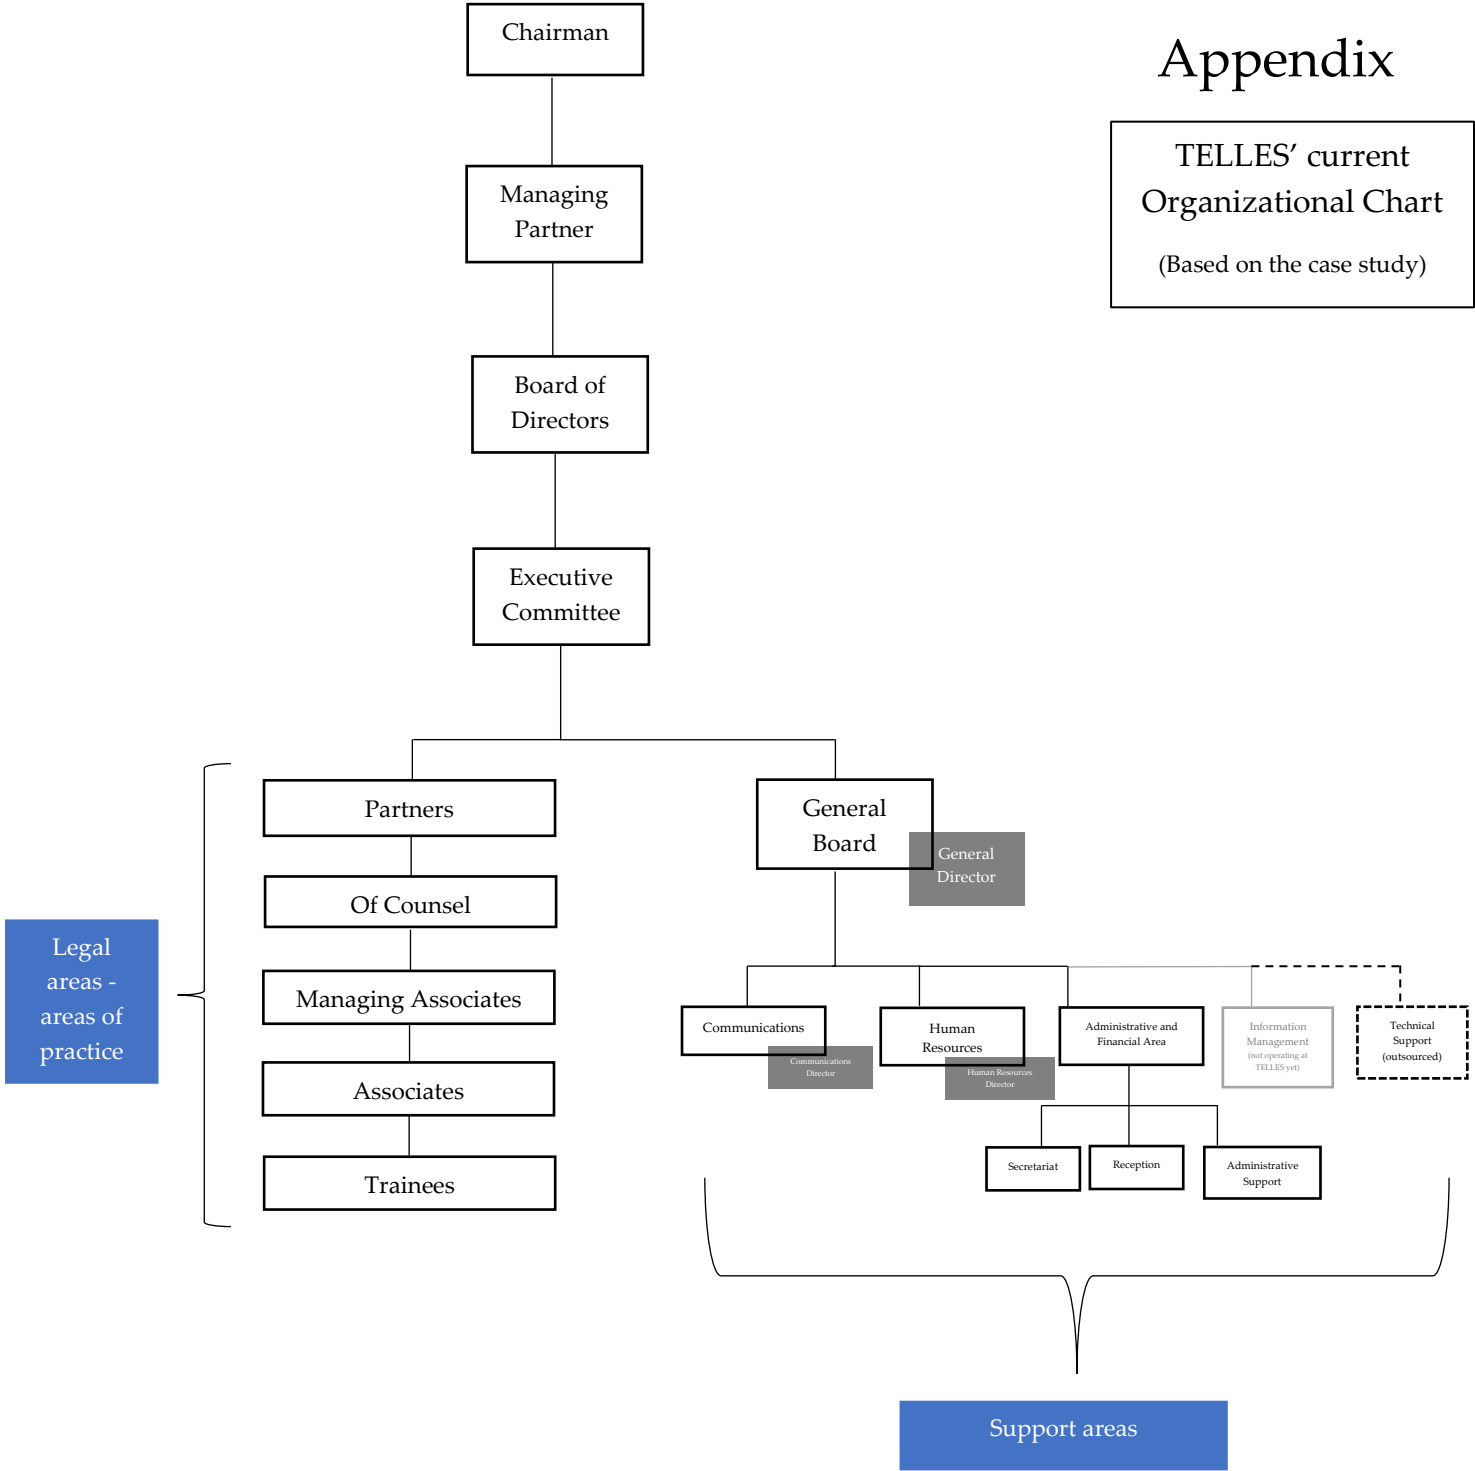 Chairman
Appendix
TELLES’ current
Organizational Chart
(Based on the case study)
Managing
Partner
Board of
Directors
Executive
Committee
Partners
Of Counsel
Managing Associates
Associates
Trainees
Legal
areas -
areas of
practice
General
Board
General
Director
Communications
Communications
Director
Human
Resources
Human Resources
Director
Administrative and
Financial Area
Information
Management
(not operating at
TELLES yet)
Technical
Support
(outsourced)
Secretariat
Reception
Administrative
Support
Support areas